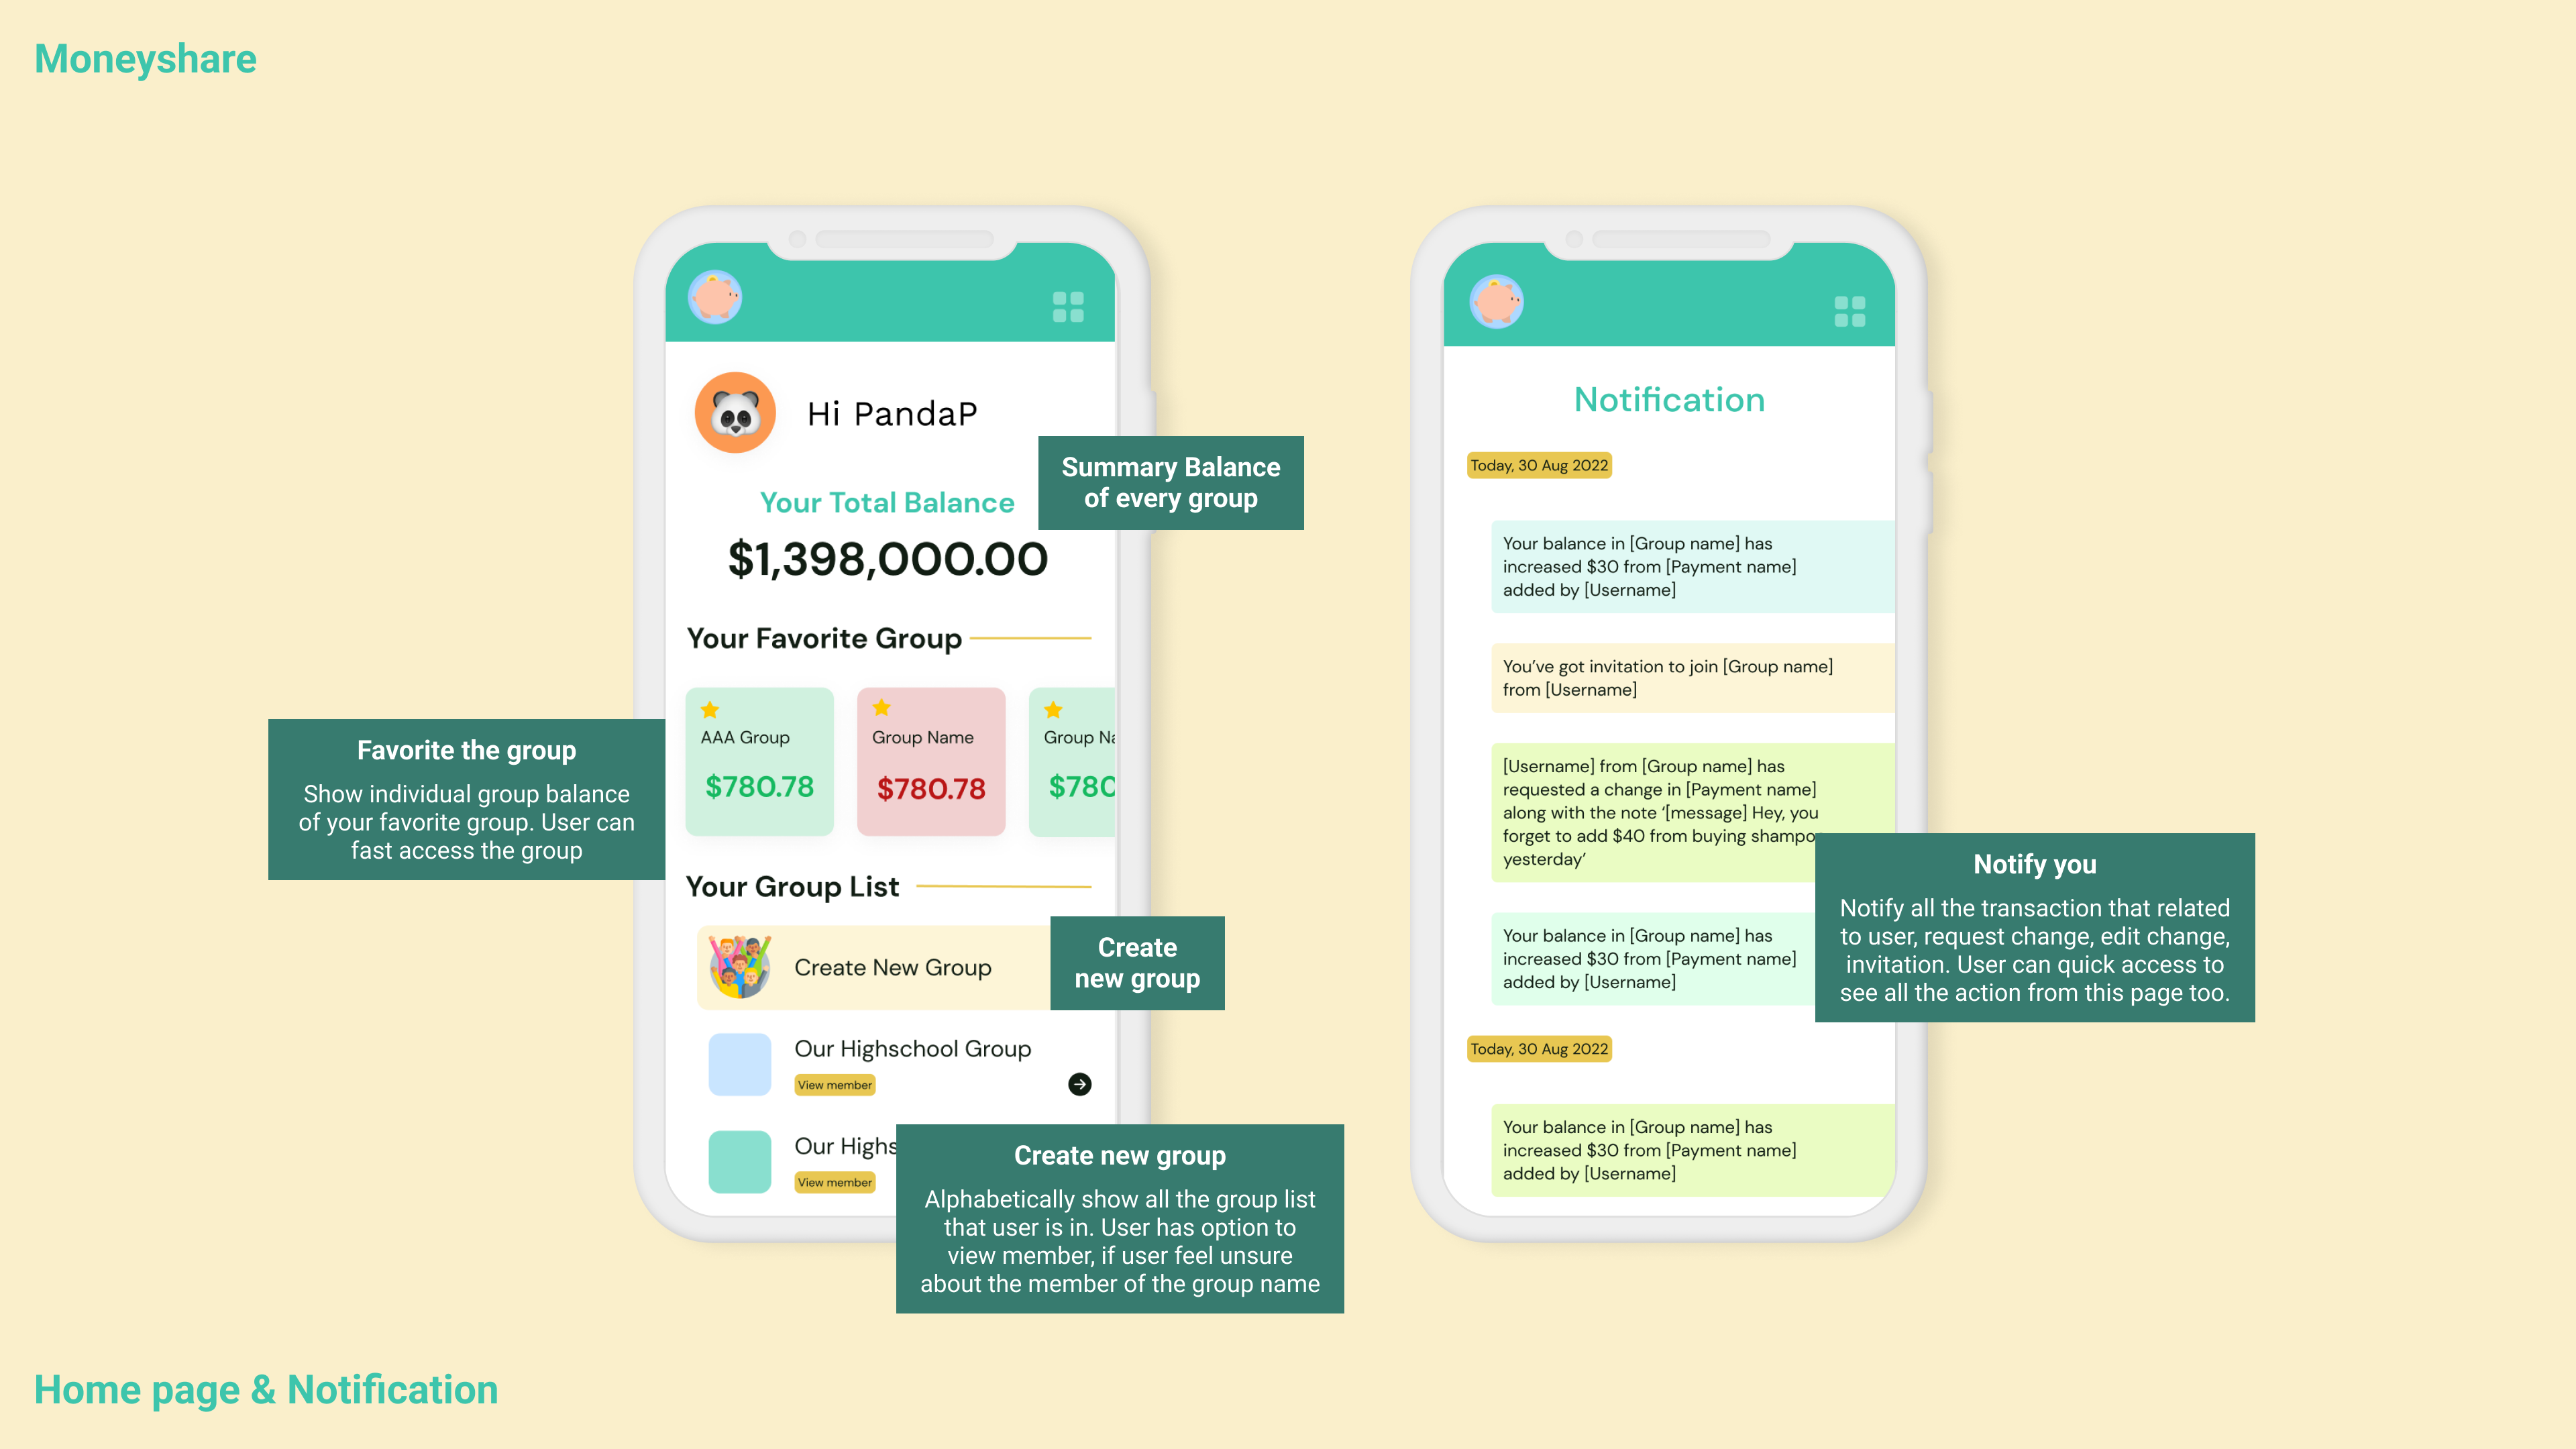 Moneyshare
Hi PandaP
Summary Balance
of every group
Your Total Balance
$1,398,000.00
Your Favorite Group
AAA Group
$780.78
Group Name
$780.78
Group Na
$780
Favorite the group
Show individual group balance
of your favorite group. User can
fast access the group
Your Group List
Create New Group
Create
new group
Our Highschool Group
View member
Our Highs
View member
Create new group
Alphabetically show all the group list
that user is in. User has option to
view member, if user feel unsure
about the member of the group name
Notification
Today, 30 Aug 2022
Your balance in [Group name] has
increased $30 from [Payment name]
added by [Username]
You’ve got invitation to join [Group name]
from [Username]
[Username] from [Group name] has
requested a change in [Payment name]
along with the note ‘[message] Hey, you
forget to add $40 from buying shampo
yesterday’
Your balance in [Group name] has
increased $30 from [Payment name]
added by [Username]
Notify you
Notify all the transaction that related
to user, request change, edit change,
invitation. User can quick access to
see all the action from this page too.
Today, 30 Aug 2022
Your balance in [Group name] has
increased $30 from [Payment name]
added by [Username]
Home page & Notification